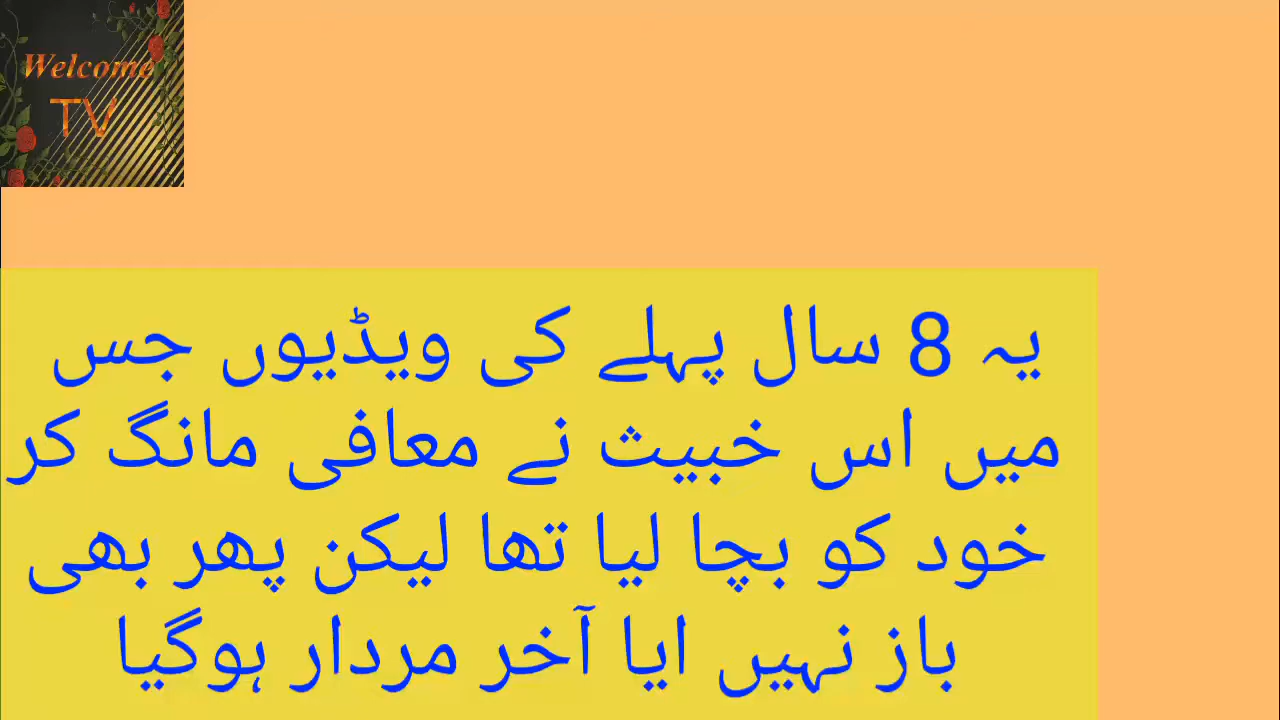 Welcome
TV
یہ 8 سال پہلے کی ویڈیوں جس
میں اس خبیث نے معافی مانگ کر
خود کو بچا لیا تھا لیکن پھر بھی
باز نہیں ایا آخر مردار ہوگیا